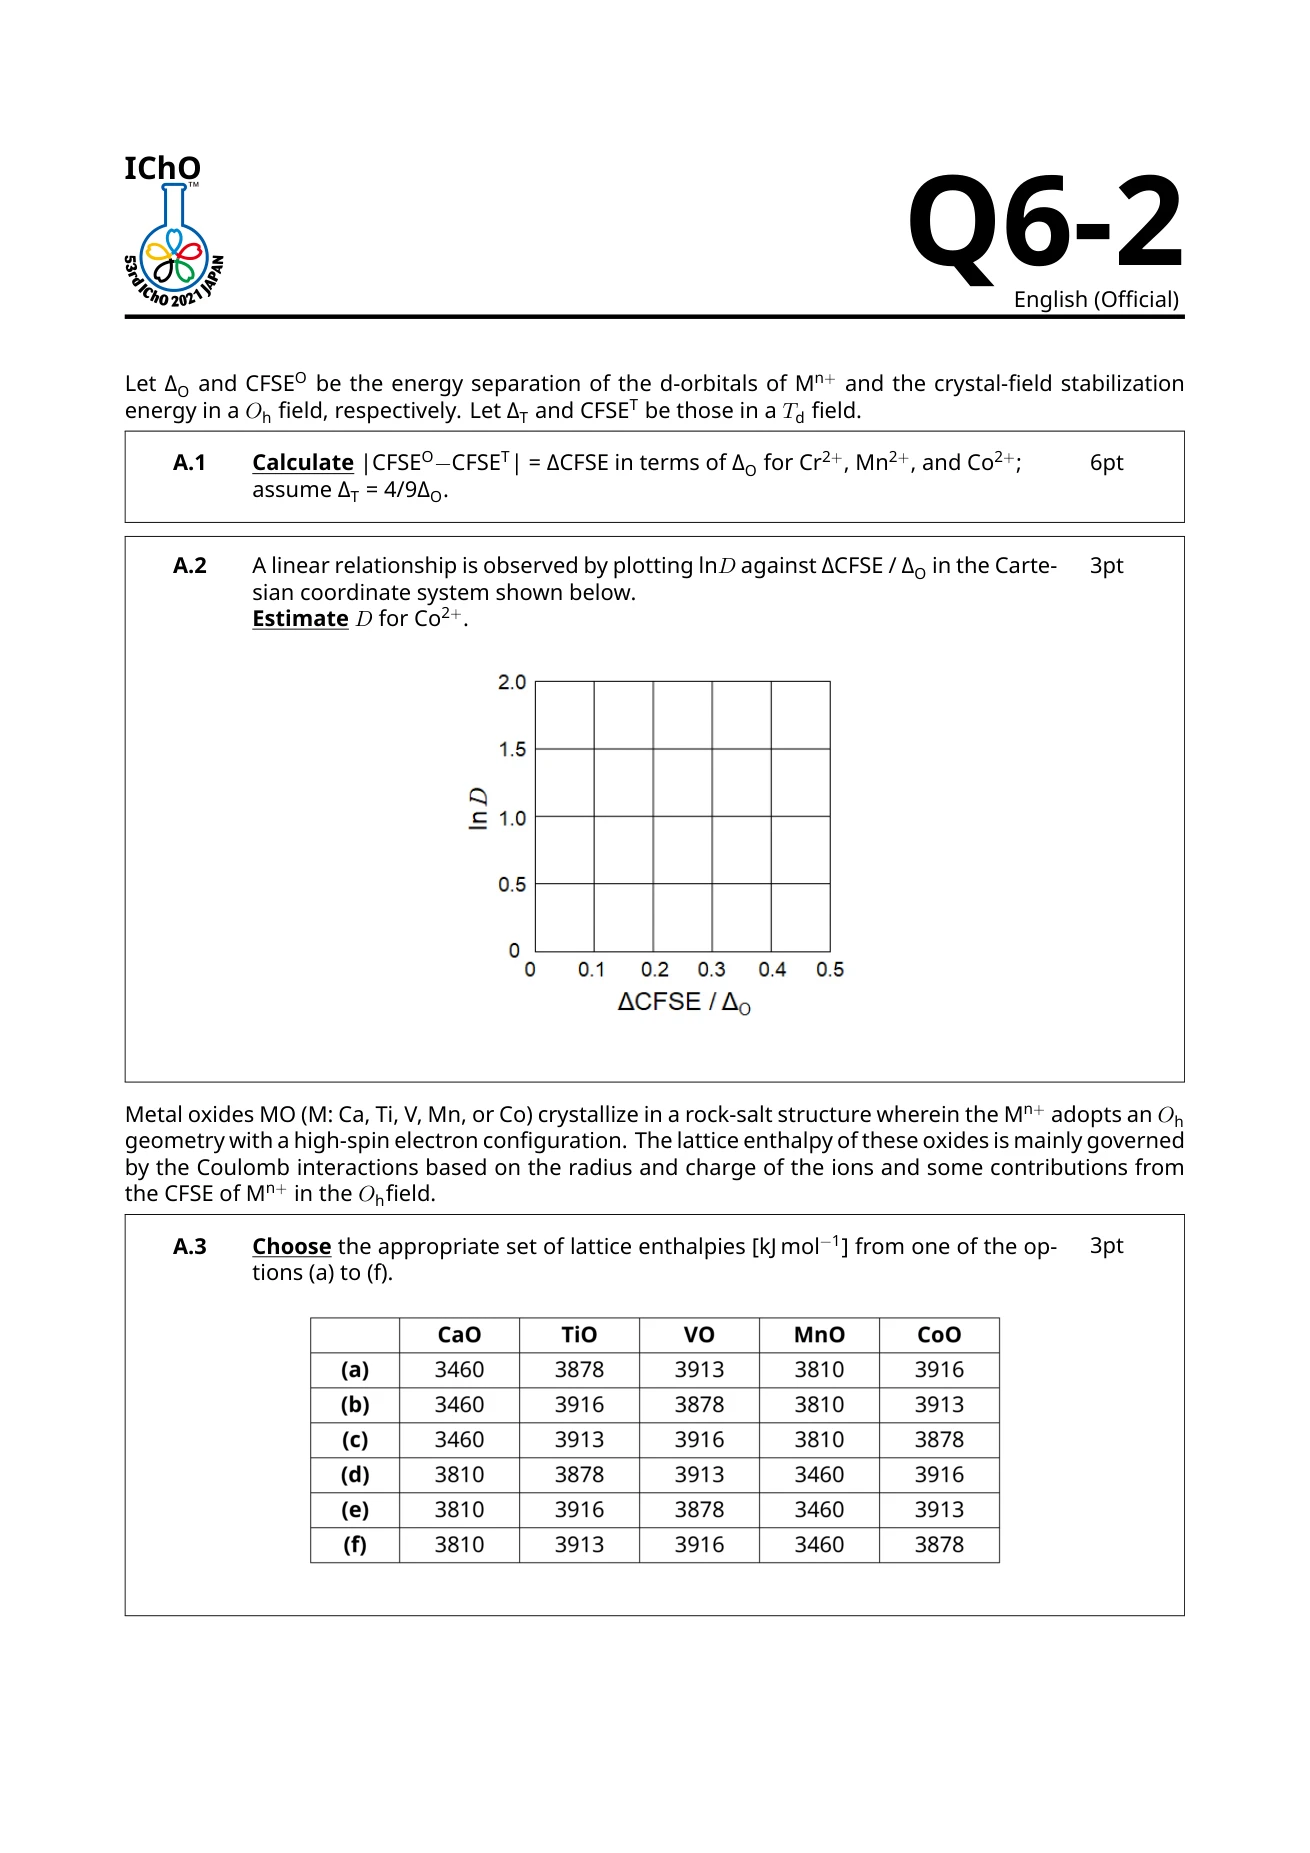 IChO
TM
53rd IChO 2021 JAPAN
Q6-2
English (Official)
Let Δ_O and CFSE^O be the energy separation of the d-orbitals of M^n+ and the crystal-field stabilization
energy in a O_h field, respectively. Let Δ_T and CFSE^T be those in a T_d field.
A.1 Calculate |CFSE^O−CFSE^T| = ΔCFSE in terms of Δ_O for Cr²⁺, Mn²⁺, and Co²⁺; 6pt
assume Δ_T = 4/9Δ_O.
A.2 A linear relationship is observed by plotting lnD against ΔCFSE / Δ_O in the Carte- 3pt
sian coordinate system shown below.
Estimate D for Co²⁺.
2.0
1.5
ln D
1.0
0.5
0
0 0.1 0.2 0.3 0.4 0.5
ΔCFSE / Δ_O
Metal oxides MO (M: Ca, Ti, V, Mn, or Co) crystallize in a rock-salt structure wherein the M^n+ adopts an O_h
geometry with a high-spin electron configuration. The lattice enthalpy of these oxides is mainly governed
by the Coulomb interactions based on the radius and charge of the ions and some contributions from
the CFSE of M^n+ in the O_h field.
A.3 Choose the appropriate set of lattice enthalpies [kJ mol⁻¹] from one of the op- 3pt
tions (a) to (f).
CaO TiO VO MnO CoO
(a) 3460 3878 3913 3810 3916
(b) 3460 3916 3878 3810 3913
(c) 3460 3913 3916 3810 3878
(d) 3810 3878 3913 3460 3916
(e) 3810 3916 3878 3460 3913
(f) 3810 3913 3916 3460 3878